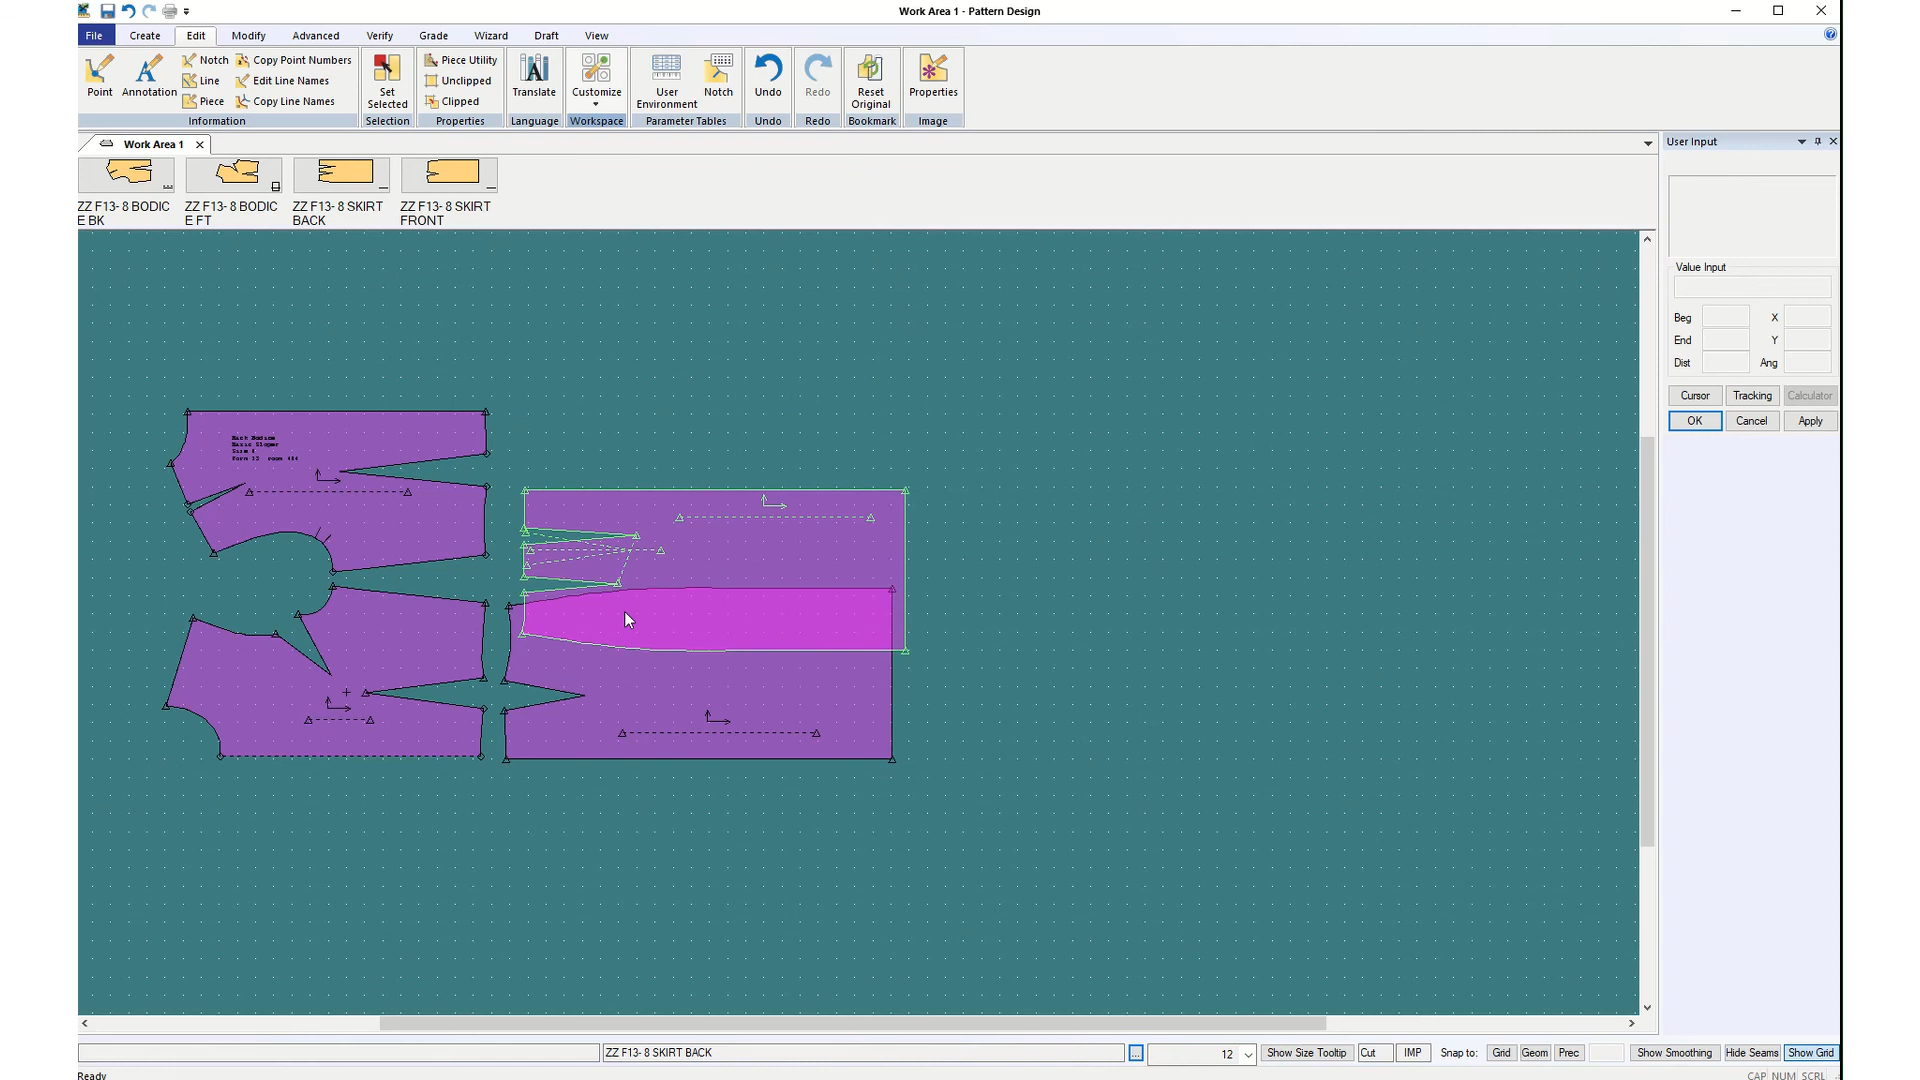 Work Area 1 - Pattern Design
File Create Edit Modify Advanced Verify Grade Wizard Draft View
Point
Annotation
Notch
Line
Piece
Copy Point Numbers
Edit Line Names
Copy Line Names
Information
Set
Selected
Selection
Piece Utility
Unclipped
Clipped
Properties
Translate
Language
Customize
Workspace
User
Environment
Notch
Parameter Tables
Undo
Undo
Redo
Redo
Reset
Original
Bookmark
Properties
Image
Work Area 1
ZZ F13- 8 BODIC
E BK
ZZ F13- 8 BODIC
E FT
ZZ F13- 8 SKIRT
BACK
ZZ F13- 8 SKIRT
FRONT
Back Bodice
Basic Sloper
User Input
Value Input
Beg X
End Y
Dist Ang
Cursor Tracking Calculator
OK Cancel Apply
ZZ F13- 8 SKIRT BACK ... 12 Show Size Tooltip Cut IMP Snap to: Grid Geom Prec Show Smoothing Hide Seams Show Grid
Ready CAP NUM SCRL